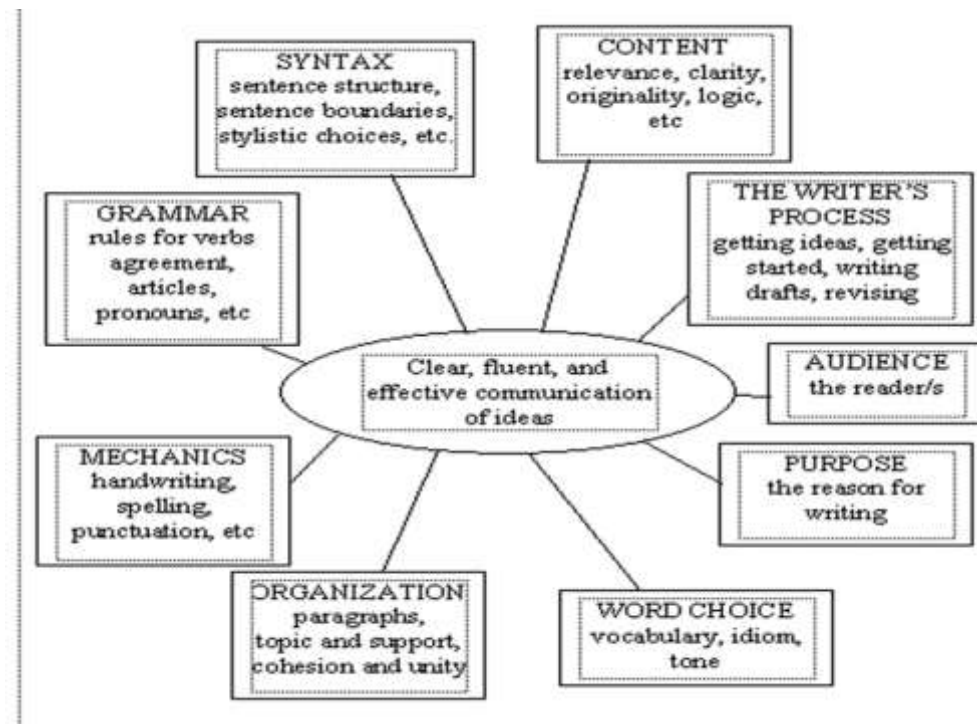 SYNTAX
sentence structure,
sentence boundaries,
stylistic choices, etc.
CONTENT
relevance, clarity,
originality, logic,
etc
GRAMMAR
rules for verbs
agreement,
articles,
pronouns, etc
THE WRITER'S
PROCESS
getting ideas, getting
started, writing
drafts, revising
Clear, fluent, and
effective communication
of ideas
AUDIENCE
the reader/s
MECHANICS
handwriting,
spelling,
punctuation, etc
PURPOSE
the reason for
writing
ORGANIZATION
paragraphs,
topic and support,
cohesion and unity
WORD CHOICE
vocabulary, idiom,
tone